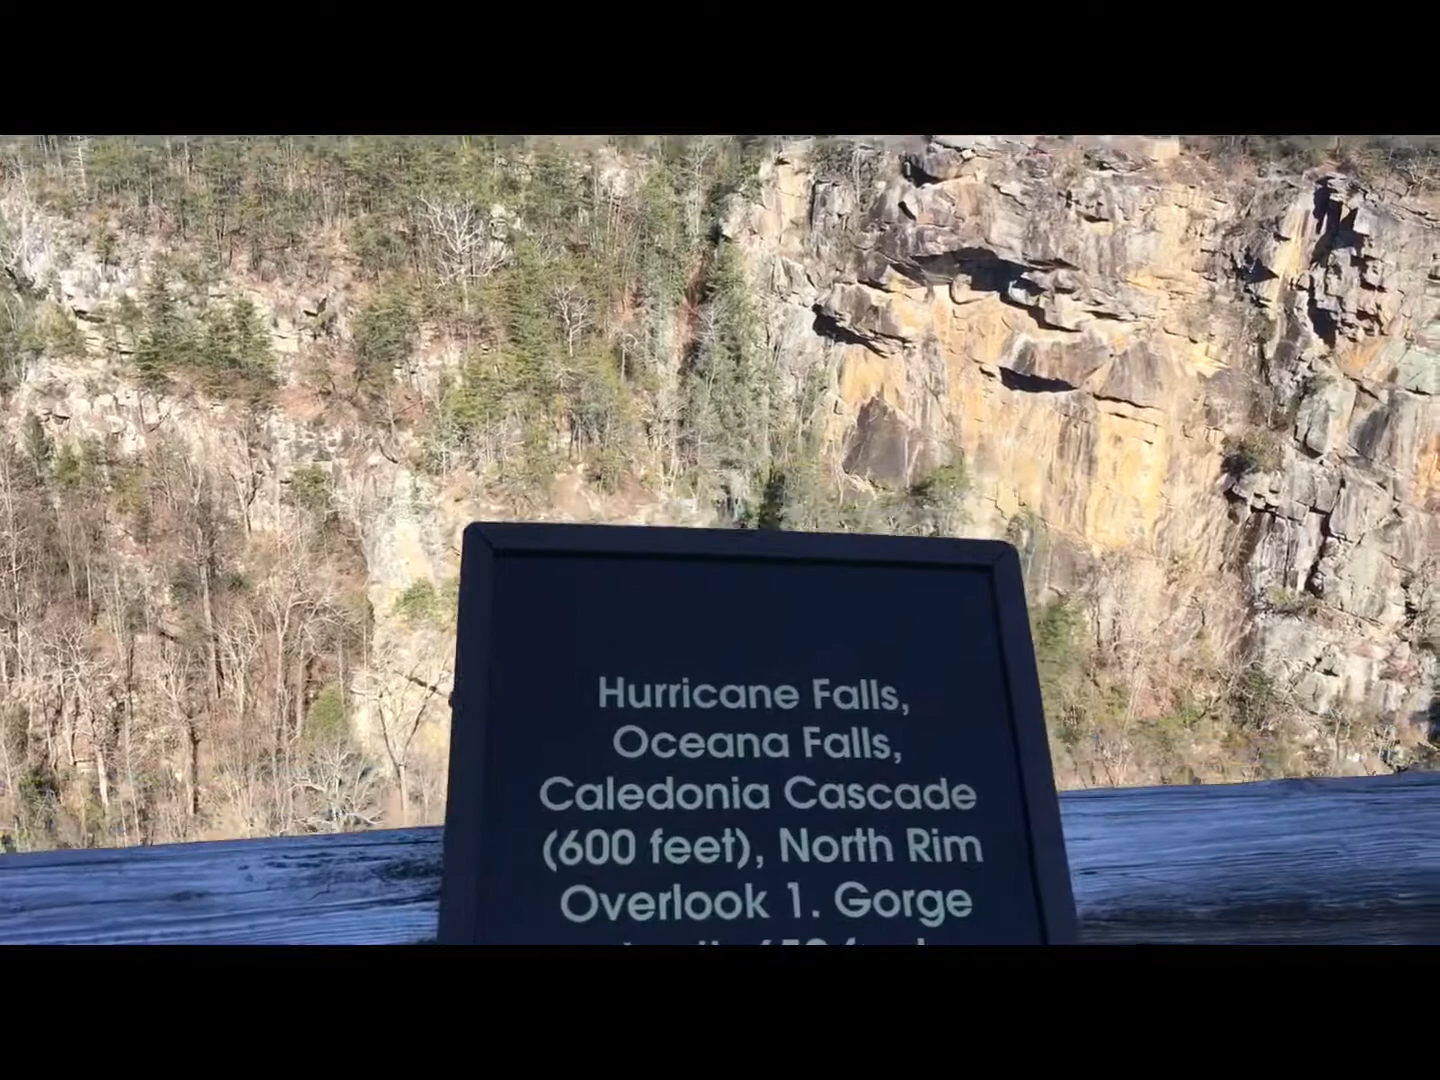 Hurricane Falls,
Oceana Falls,
Caledonia Cascade
(600 feet), North Rim
Overlook 1. Gorge